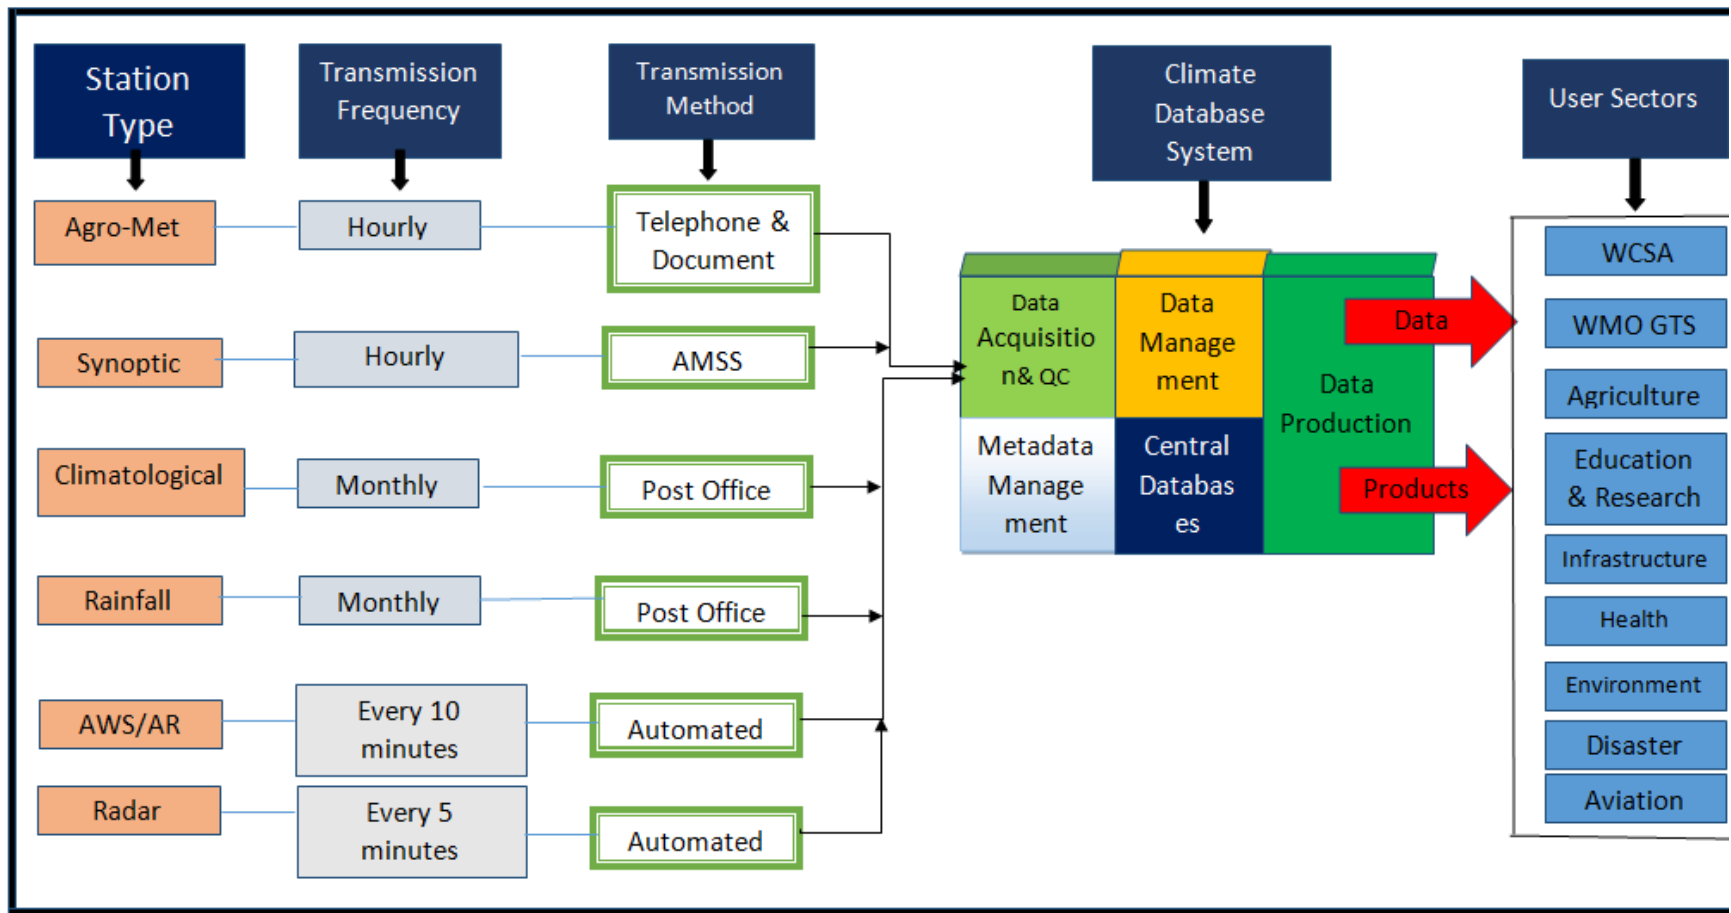 Station
Type
Transmission
Frequency
Transmission
Method
Climate
Database
System
User Sectors
Agro-Met
Hourly
Telephone &
Document
Synoptic
Hourly
AMSS
Climatological
Monthly
Post Office
Rainfall
Monthly
Post Office
AWS/AR
Every 10
minutes
Automated
Radar
Every 5
minutes
Automated
Data
Acquisitio
n& QC
Data
Manage
ment
Metadata
Manage
ment
Central
Databas
es
Data
Production
Data
Products
WCSA
WMO GTS
Agriculture
Education
& Research
Infrastructure
Health
Environment
Disaster
Aviation